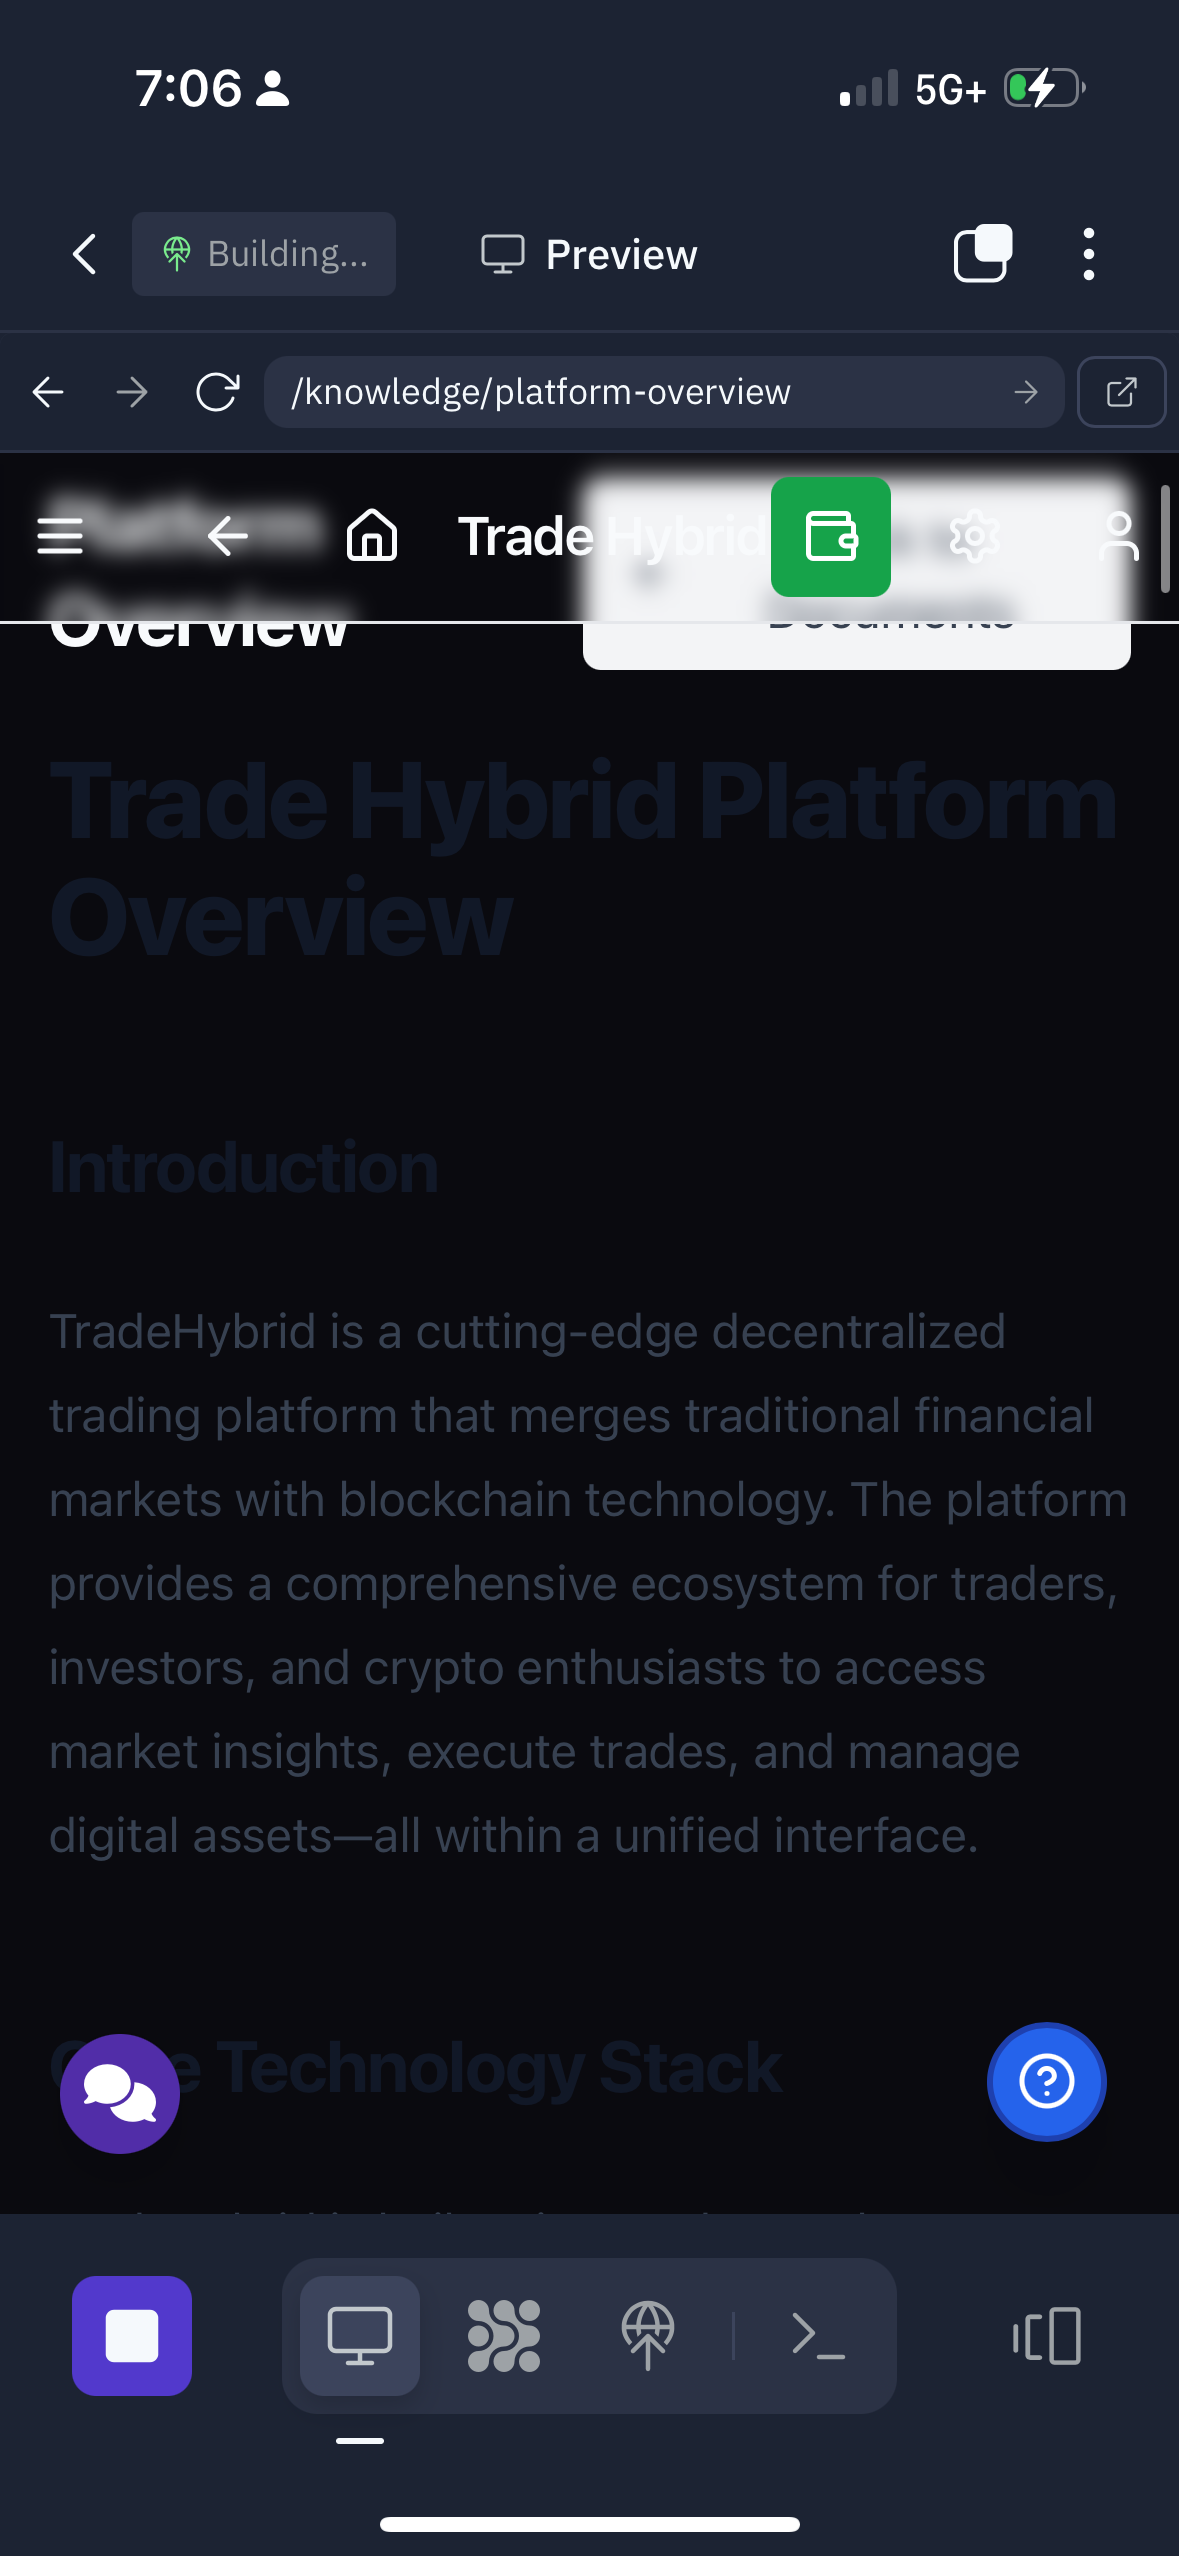 7:06
5G+
Building...
Preview
/knowledge/platform-overview
Trade Hybrid
Platform
Overview
Documents
Trade Hybrid Platform
Overview
Introduction
TradeHybrid is a cutting-edge decentralized
trading platform that merges traditional financial
markets with blockchain technology. The platform
provides a comprehensive ecosystem for traders,
investors, and crypto enthusiasts to access
market insights, execute trades, and manage
digital assets—all within a unified interface.
Technology Stack